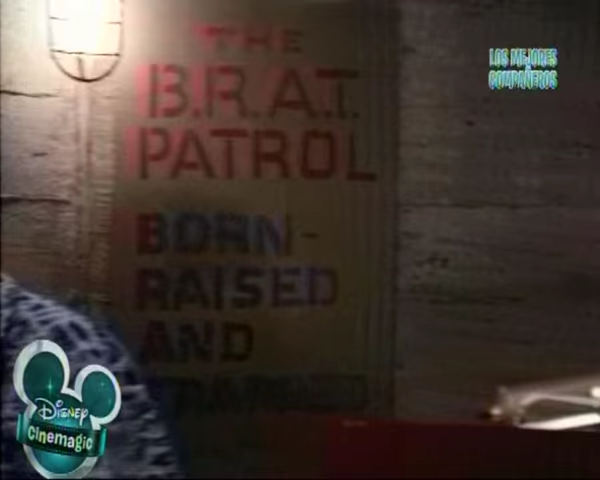 THE
B.R.A.T.
PATROL
BORN-
RAISED
AND
LOS MEJORES
COMPAÑEROS
Disney
Cinemagic